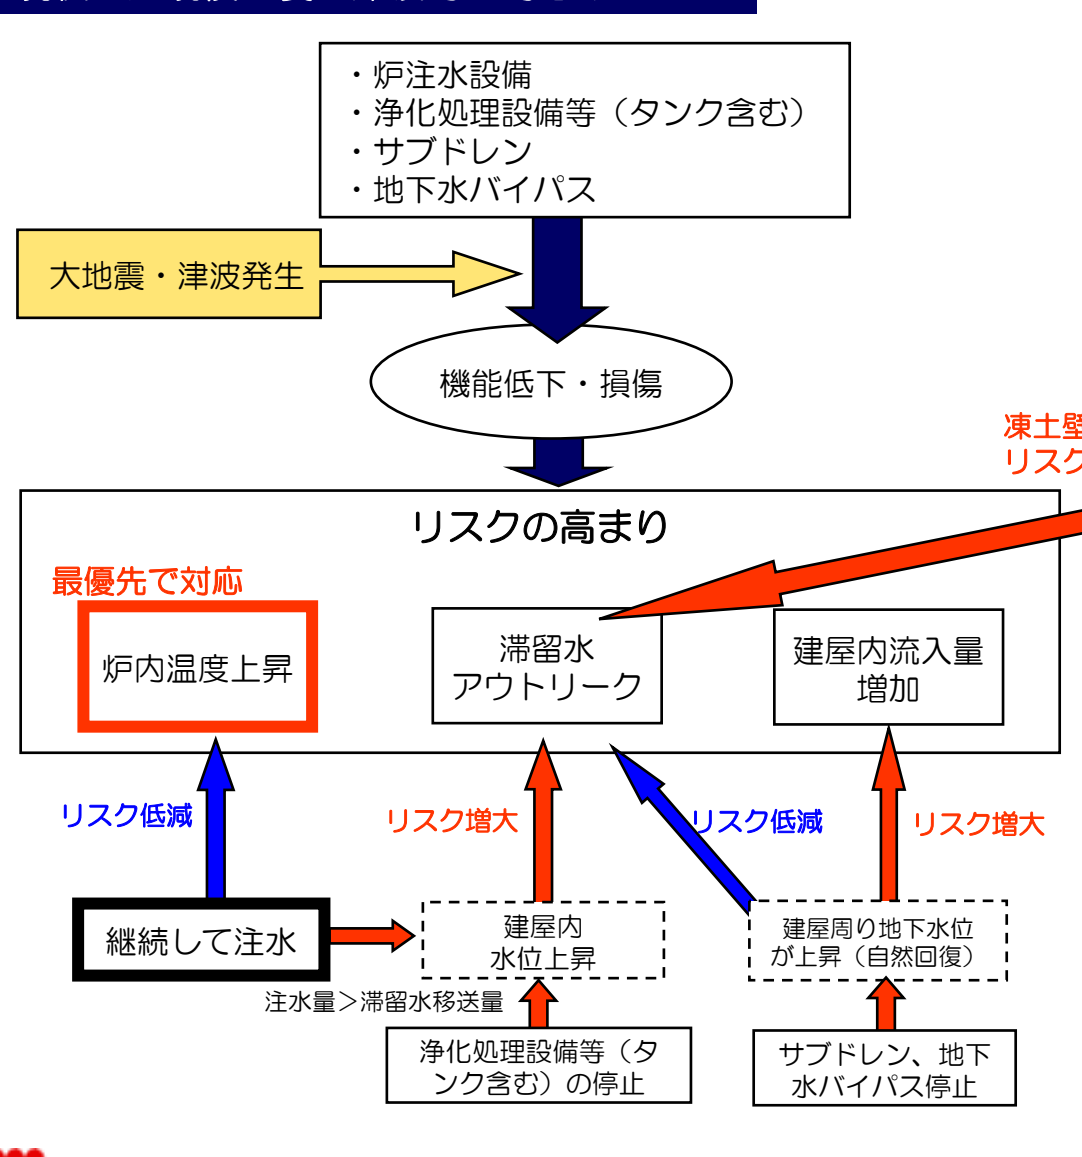 ・炉注水設備
・浄化処理設備等（タンク含む）
・サブドレン
・地下水バイパス
大地震・津波発生
機能低下・損傷
凍土壁
リスク
リスクの高まり
最優先で対応
炉内温度上昇
滞留水
アウトリーク
建屋内流入量
増加
リスク低減
リスク増大
リスク低減
リスク増大
継続して注水
建屋内
水位上昇
建屋周り地下水位
が上昇（自然回復）
注水量＞滞留水移送量
浄化処理設備等（タ
ンク含む）の停止
サブドレン、地下
水バイパス停止